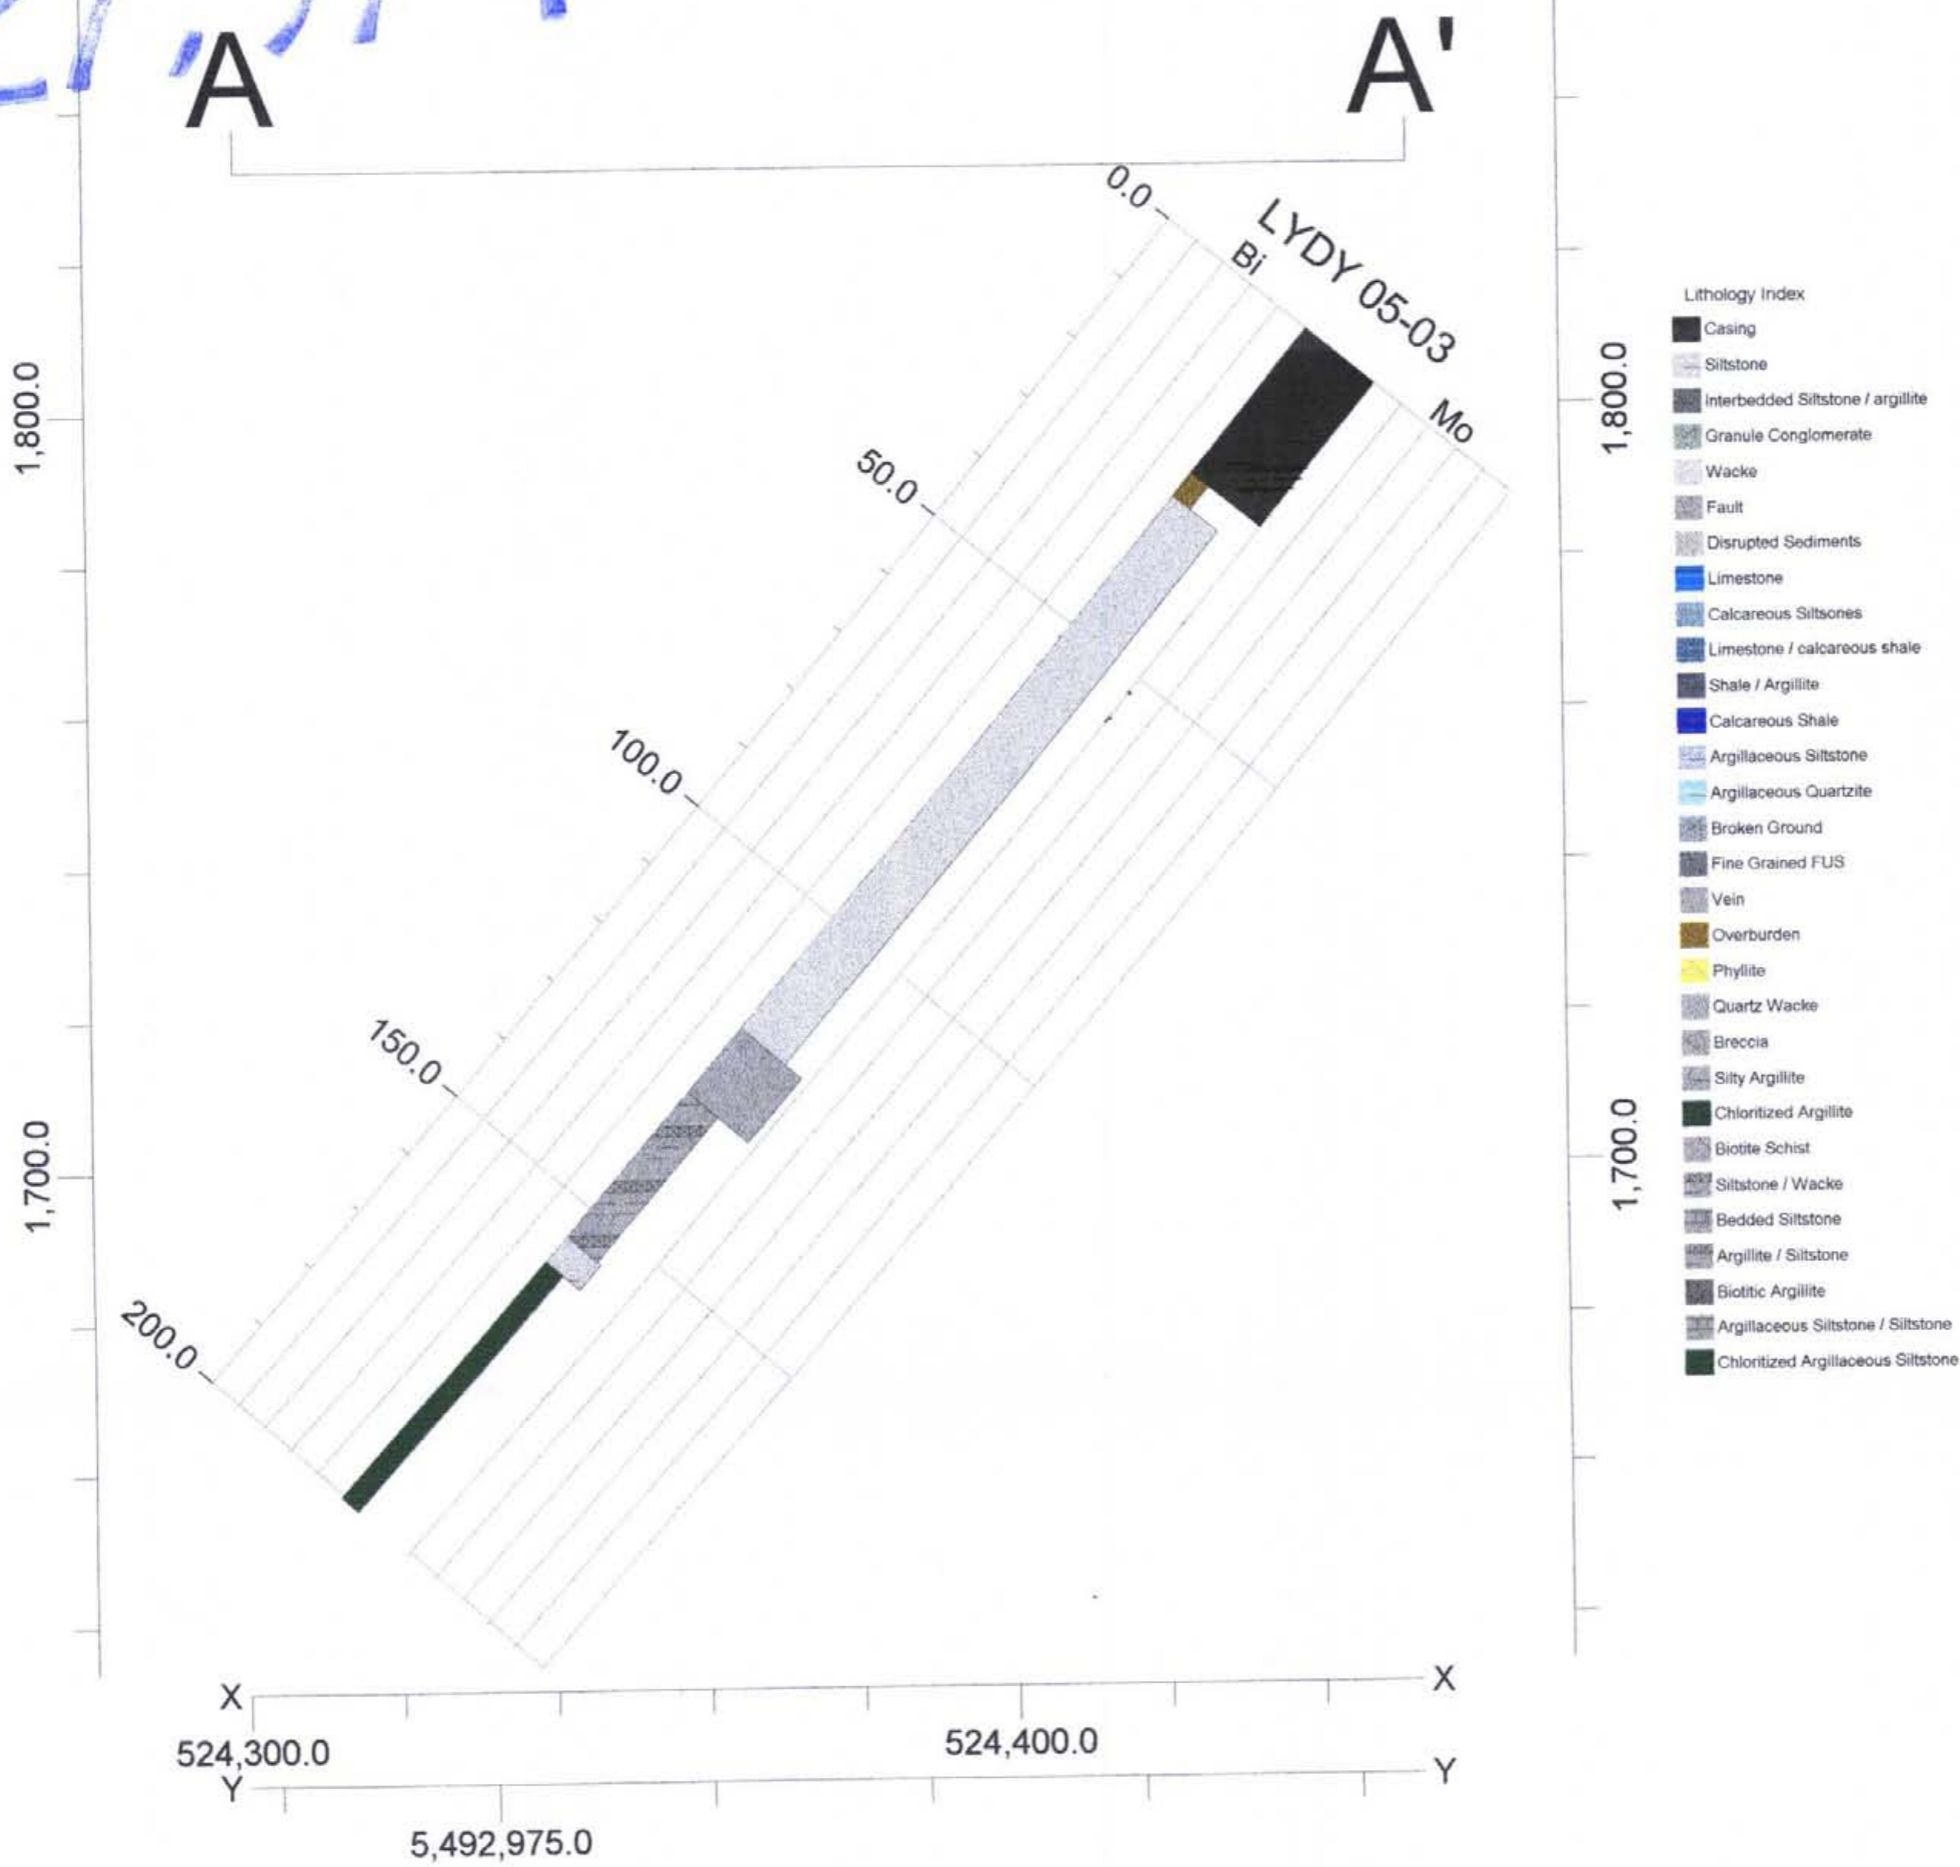 A
A'
0.0
LYDY 05-03
Bi
Mo
50.0
100.0
150.0
200.0
1,800.0
1,700.0
1,800.0
1,700.0
Lithology Index
Casing
Siltstone
Interbedded Siltstone / argillite
Granule Conglomerate
Wacke
Fault
Disrupted Sediments
Limestone
Calcareous Siltsones
Limestone / calcareous shale
Shale / Argillite
Calcareous Shale
Argillaceous Siltstone
Argillaceous Quartzite
Broken Ground
Fine Grained FUS
Vein
Overburden
Phyllite
Quartz Wacke
Breccia
Silty Argillite
Chloritized Argillite
Biotite Schist
Siltstone / Wacke
Bedded Siltstone
Argillite / Siltstone
Biotitic Argillite
Argillaceous Siltstone / Siltstone
Chloritized Argillaceous Siltstone
X
X
524,300.0
524,400.0
Y
Y
5,492,975.0